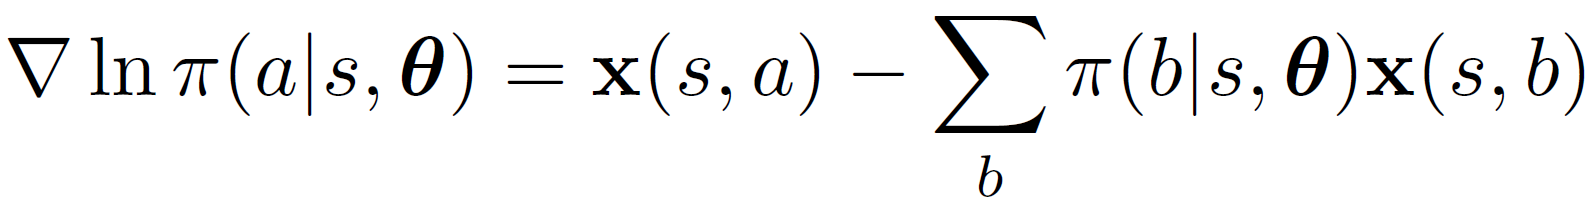 ∇ ln π(a|s, θ) = x(s, a) − ∑_b π(b|s, θ)x(s, b)